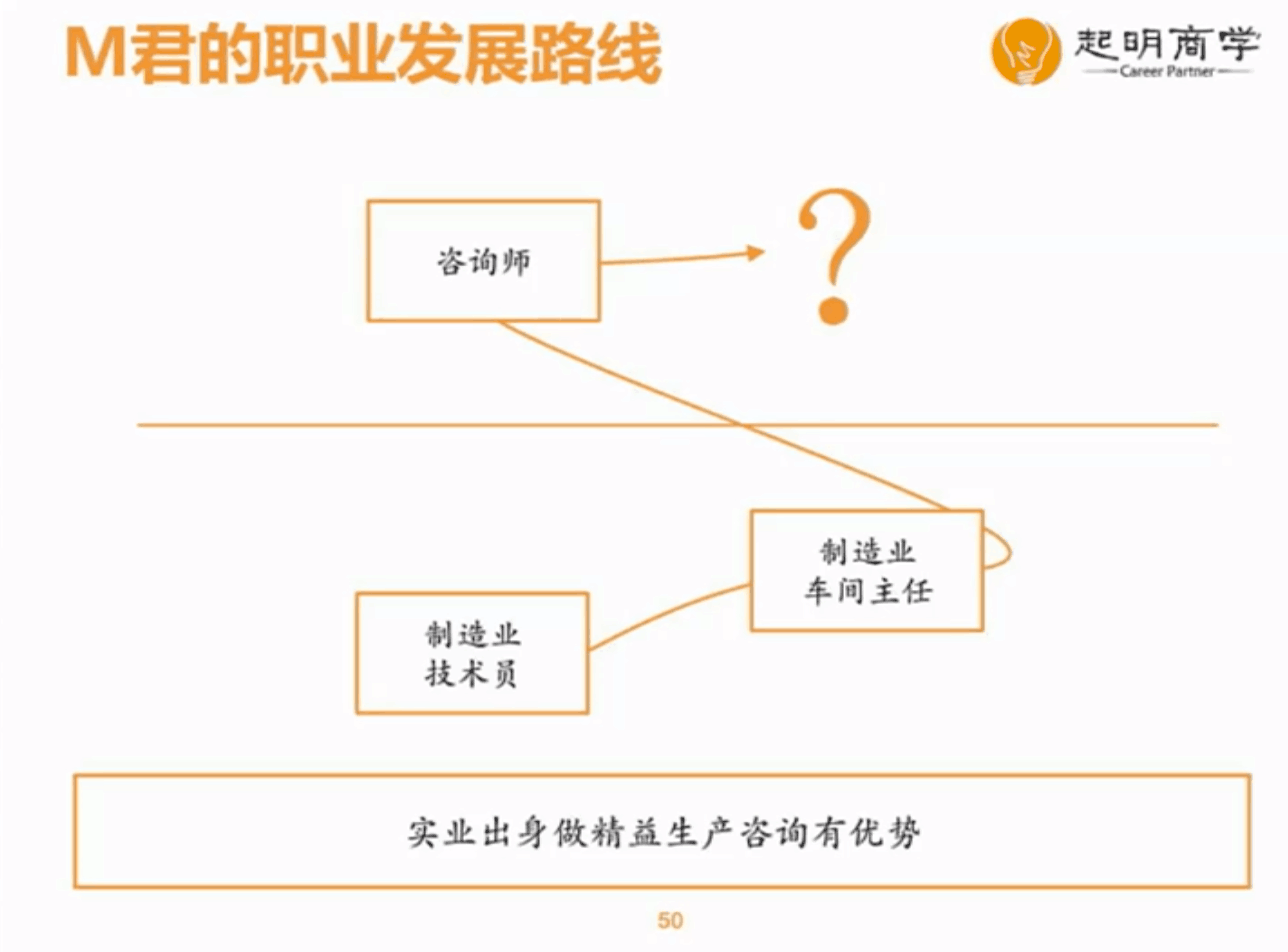 M君的职业发展路线
起明商学
Career Partner
咨询师
?
制造业
车间主任
制造业
技术员
实业出身做精益生产咨询有优势
50